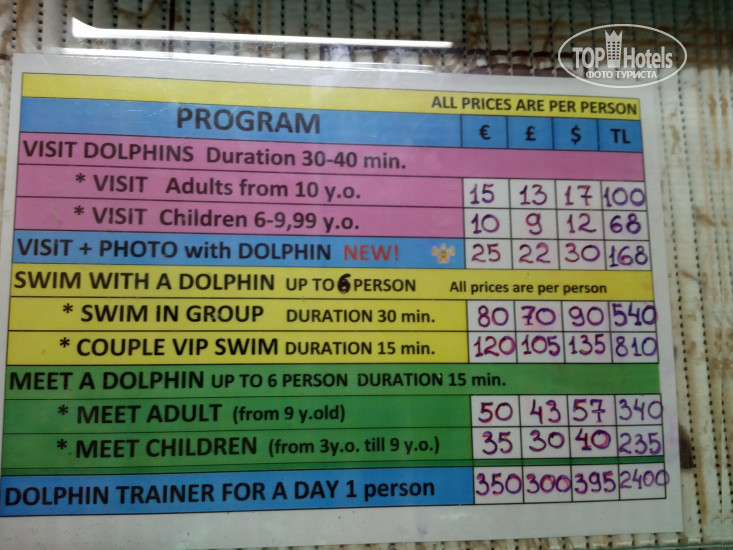 TOP Hotels
ФОТО ТУРИСТА
ALL PRICES ARE PER PERSON
PROGRAM € £ $ TL
VISIT DOLPHINS Duration 30-40 min.
* VISIT Adults from 10 y.o. 15 13 17 100
* VISIT Children 6-9,99 y.o. 10 9 12 68
VISIT + PHOTO with DOLPHIN NEW! 25 22 30 168
SWIM WITH A DOLPHIN UP TO 6 PERSON All prices are per person
* SWIM IN GROUP DURATION 30 min. 80 70 90 540
* COUPLE VIP SWIM DURATION 15 min. 120 105 135 810
MEET A DOLPHIN UP TO 6 PERSON DURATION 15 min.
* MEET ADULT (from 9 y.old) 50 43 57 340
* MEET CHILDREN (from 3y.o. till 9 y.o.) 35 30 40 235
DOLPHIN TRAINER FOR A DAY 1 person 350 300 395 2400